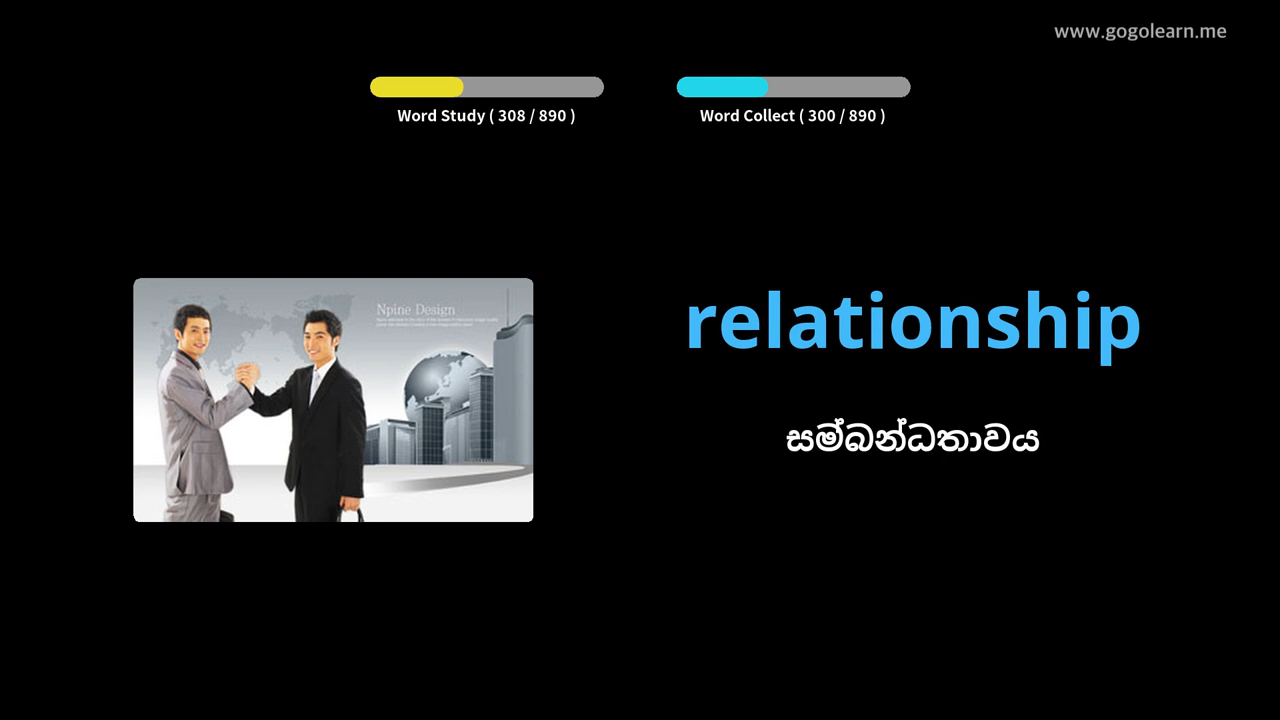 www.gogolearn.me
Word Study ( 308 / 890 )
Word Collect ( 300 / 890 )
Npine Design
relationship
සම්බන්ධතාවය